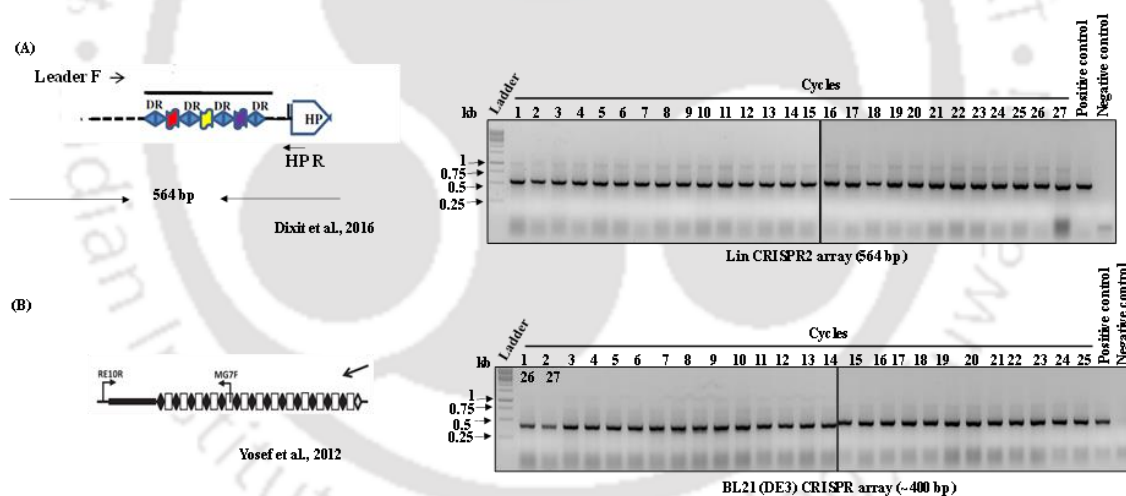 (A)
Leader F
DR DR DR DR
HP
HP R
564 bp
Dixit et al., 2016
Ladder
Cycles
Positive control
Negative control
kb 1 2 3 4 5 6 7 8 9 10 11 12 13 14 15 16 17 18 19 20 21 22 23 24 25 26 27
1
0.75
0.5
0.25
Lin CRISPR2 array (564 bp)
(B)
RE10R
MG7F
Yosef et al., 2012
Ladder
Cycles
Positive control
Negative control
kb 1 2 3 4 5 6 7 8 9 10 11 12 13 14 15 16 17 18 19 20 21 22 23 24 25
26 27
1
0.75
0.5
0.25
BL21 (DE3) CRISPR array (~400 bp)